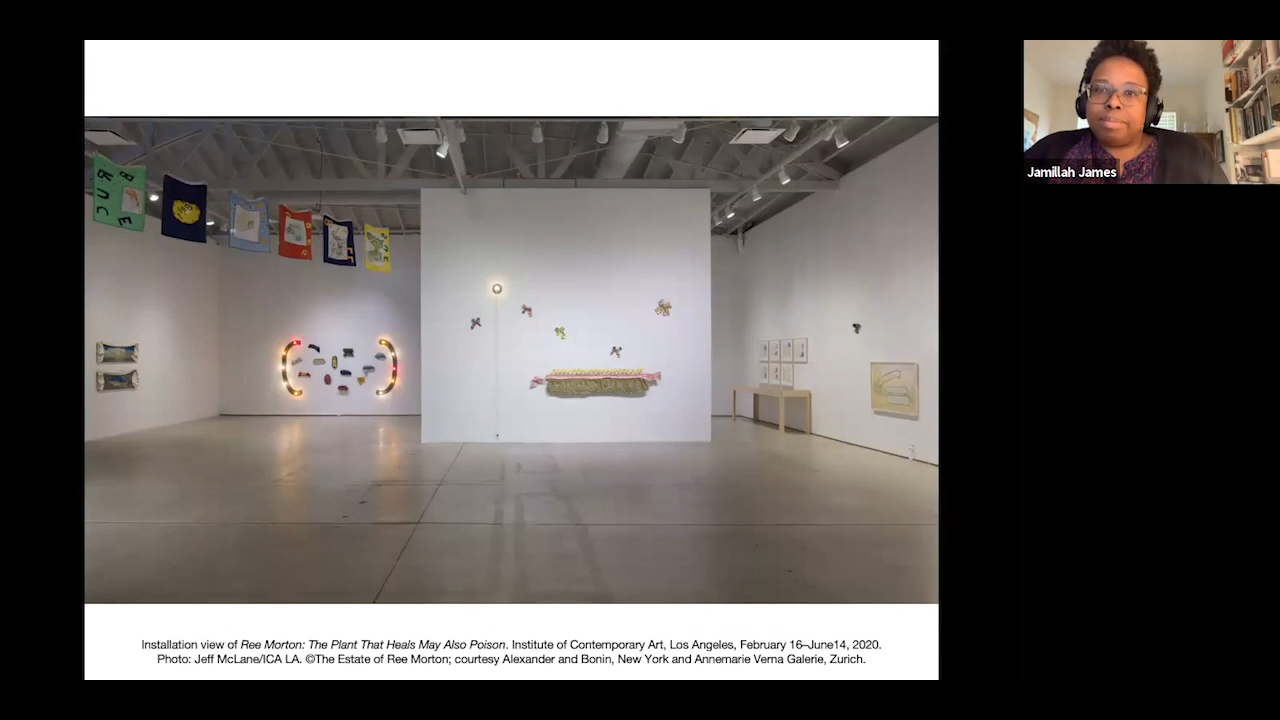 Jamillah James
Installation view of Ree Morton: The Plant That Heals May Also Poison. Institute of Contemporary Art, Los Angeles, February 16–June14, 2020.
Photo: Jeff McLane/ICA LA. ©The Estate of Ree Morton; courtesy Alexander and Bonin, New York and Annemarie Verna Galerie, Zurich.